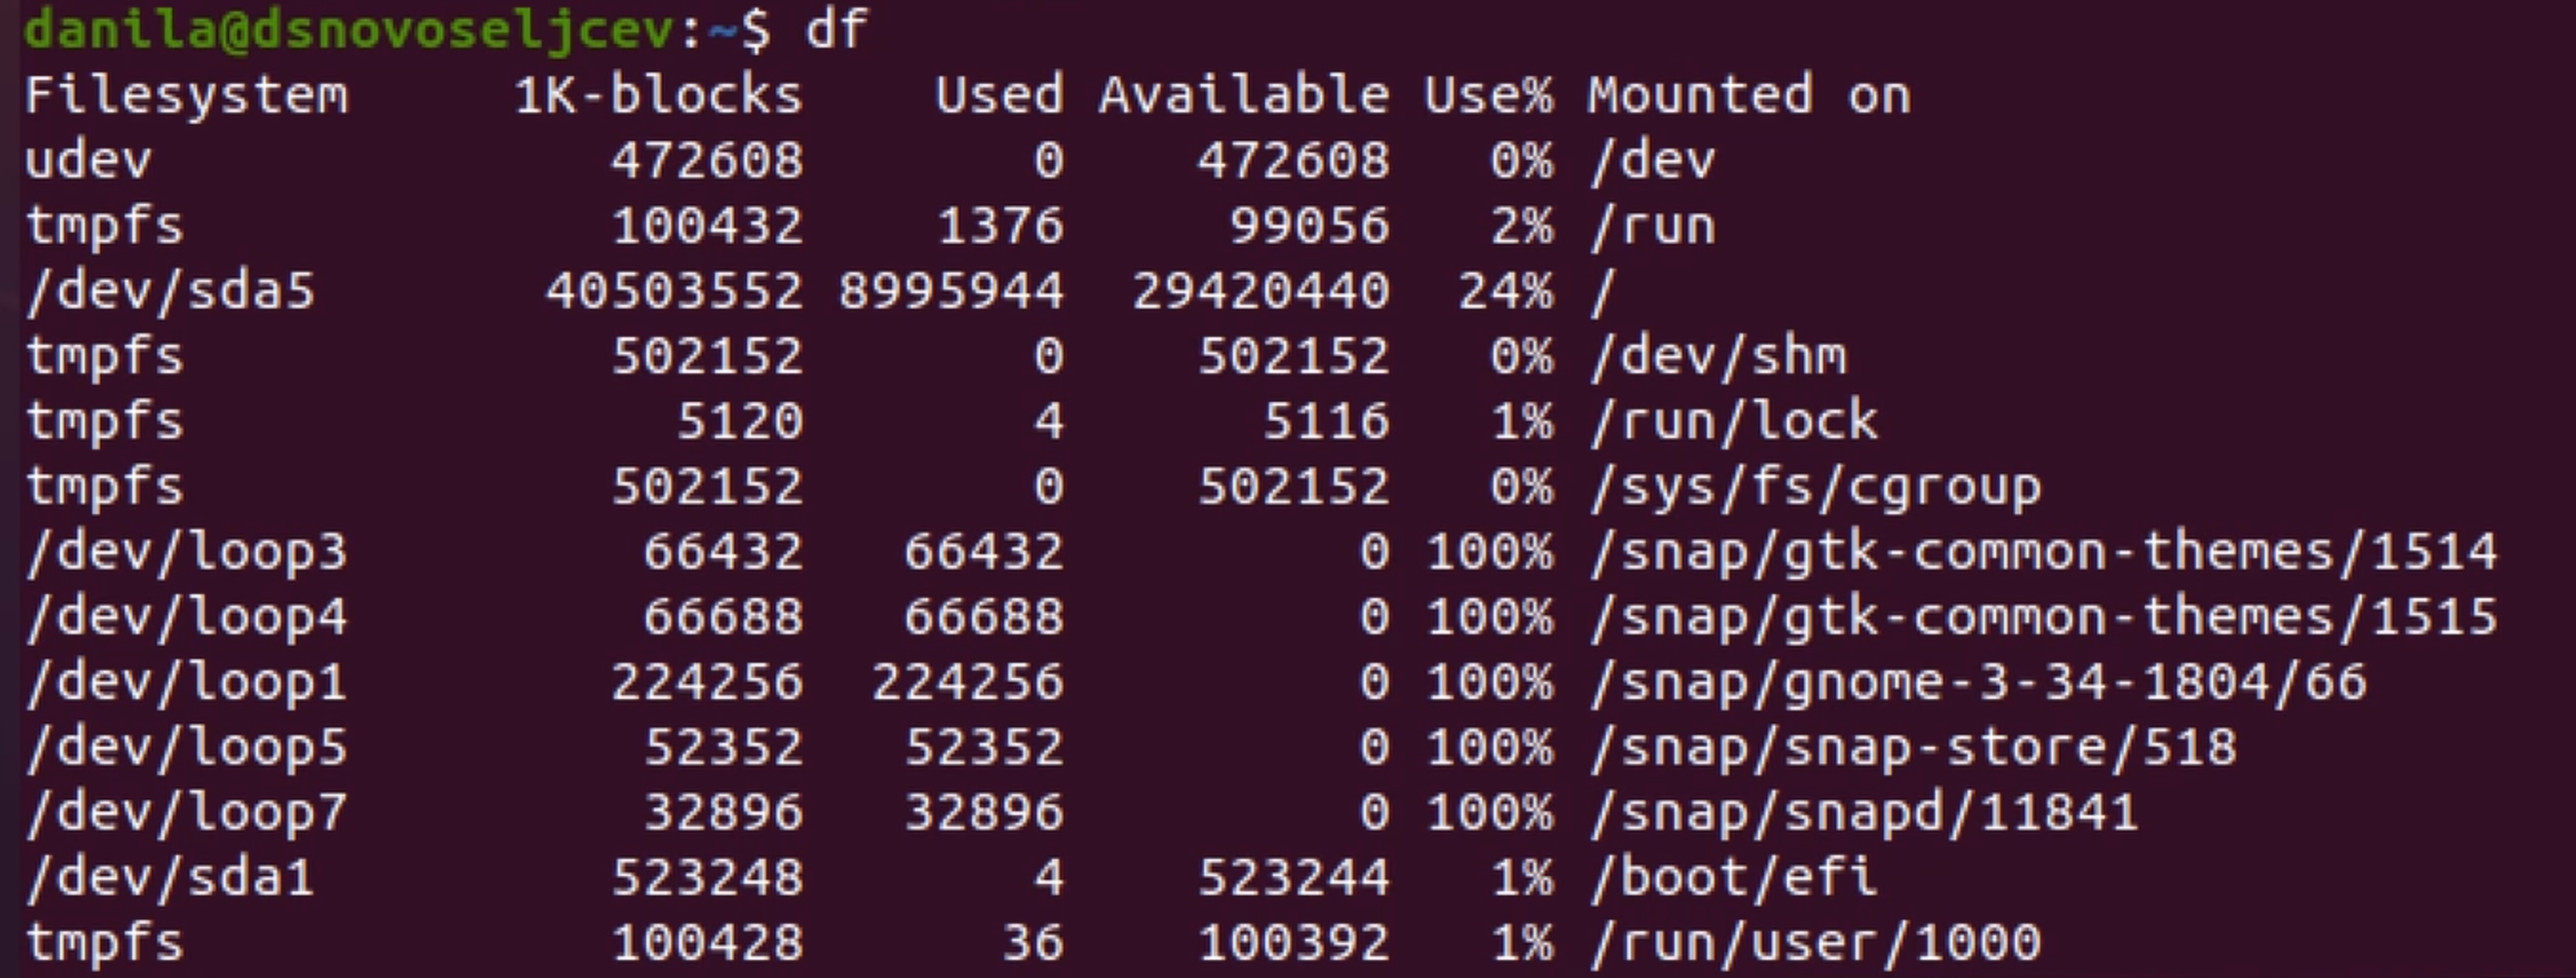 danila@dsnovoseljcev:~$ df
Filesystem     1K-blocks    Used Available Use% Mounted on
udev              472608       0    472608   0% /dev
tmpfs             100432    1376     99056   2% /run
/dev/sda5       40503552 8995944  29420440  24% /
tmpfs             502152       0    502152   0% /dev/shm
tmpfs               5120       4      5116   1% /run/lock
tmpfs             502152       0    502152   0% /sys/fs/cgroup
/dev/loop3         66432   66432         0 100% /snap/gtk-common-themes/1514
/dev/loop4         66688   66688         0 100% /snap/gtk-common-themes/1515
/dev/loop1        224256  224256         0 100% /snap/gnome-3-34-1804/66
/dev/loop5         52352   52352         0 100% /snap/snap-store/518
/dev/loop7         32896   32896         0 100% /snap/snapd/11841
/dev/sda1         523248       4    523244   1% /boot/efi
tmpfs             100428      36    100392   1% /run/user/1000